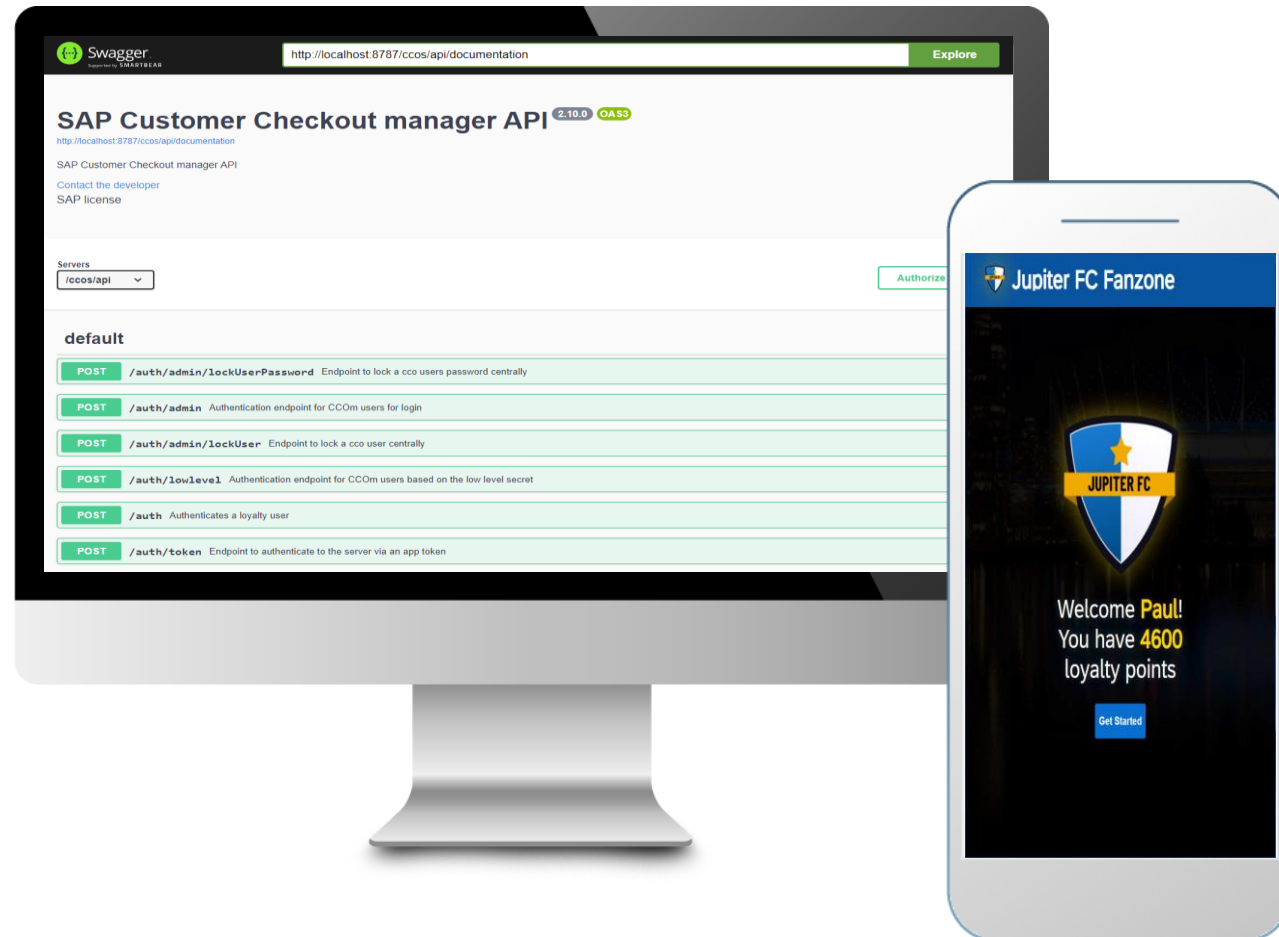 Swagger
Supported by SMARTBEAR
http://localhost:8787/ccos/api/documentation
Explore
SAP Customer Checkout manager API 2.10.0 OAS3
http://localhost:8787/ccos/api/documentation
SAP Customer Checkout manager API
Contact the developer
SAP license
Servers
/ccos/api
Authorize
default
POST /auth/admin/lockUserPassword Endpoint to lock a cco users password centrally
POST /auth/admin Authentication endpoint for CCOm users for login
POST /auth/admin/lockUser Endpoint to lock a cco user centrally
POST /auth/lowlevel Authentication endpoint for CCOm users based on the low level secret
POST /auth Authenticates a loyalty user
POST /auth/token Endpoint to authenticate to the server via an app token
Jupiter FC Fanzone
JUPITER FC
Welcome Paul!
You have 4600
loyalty points
Get Started